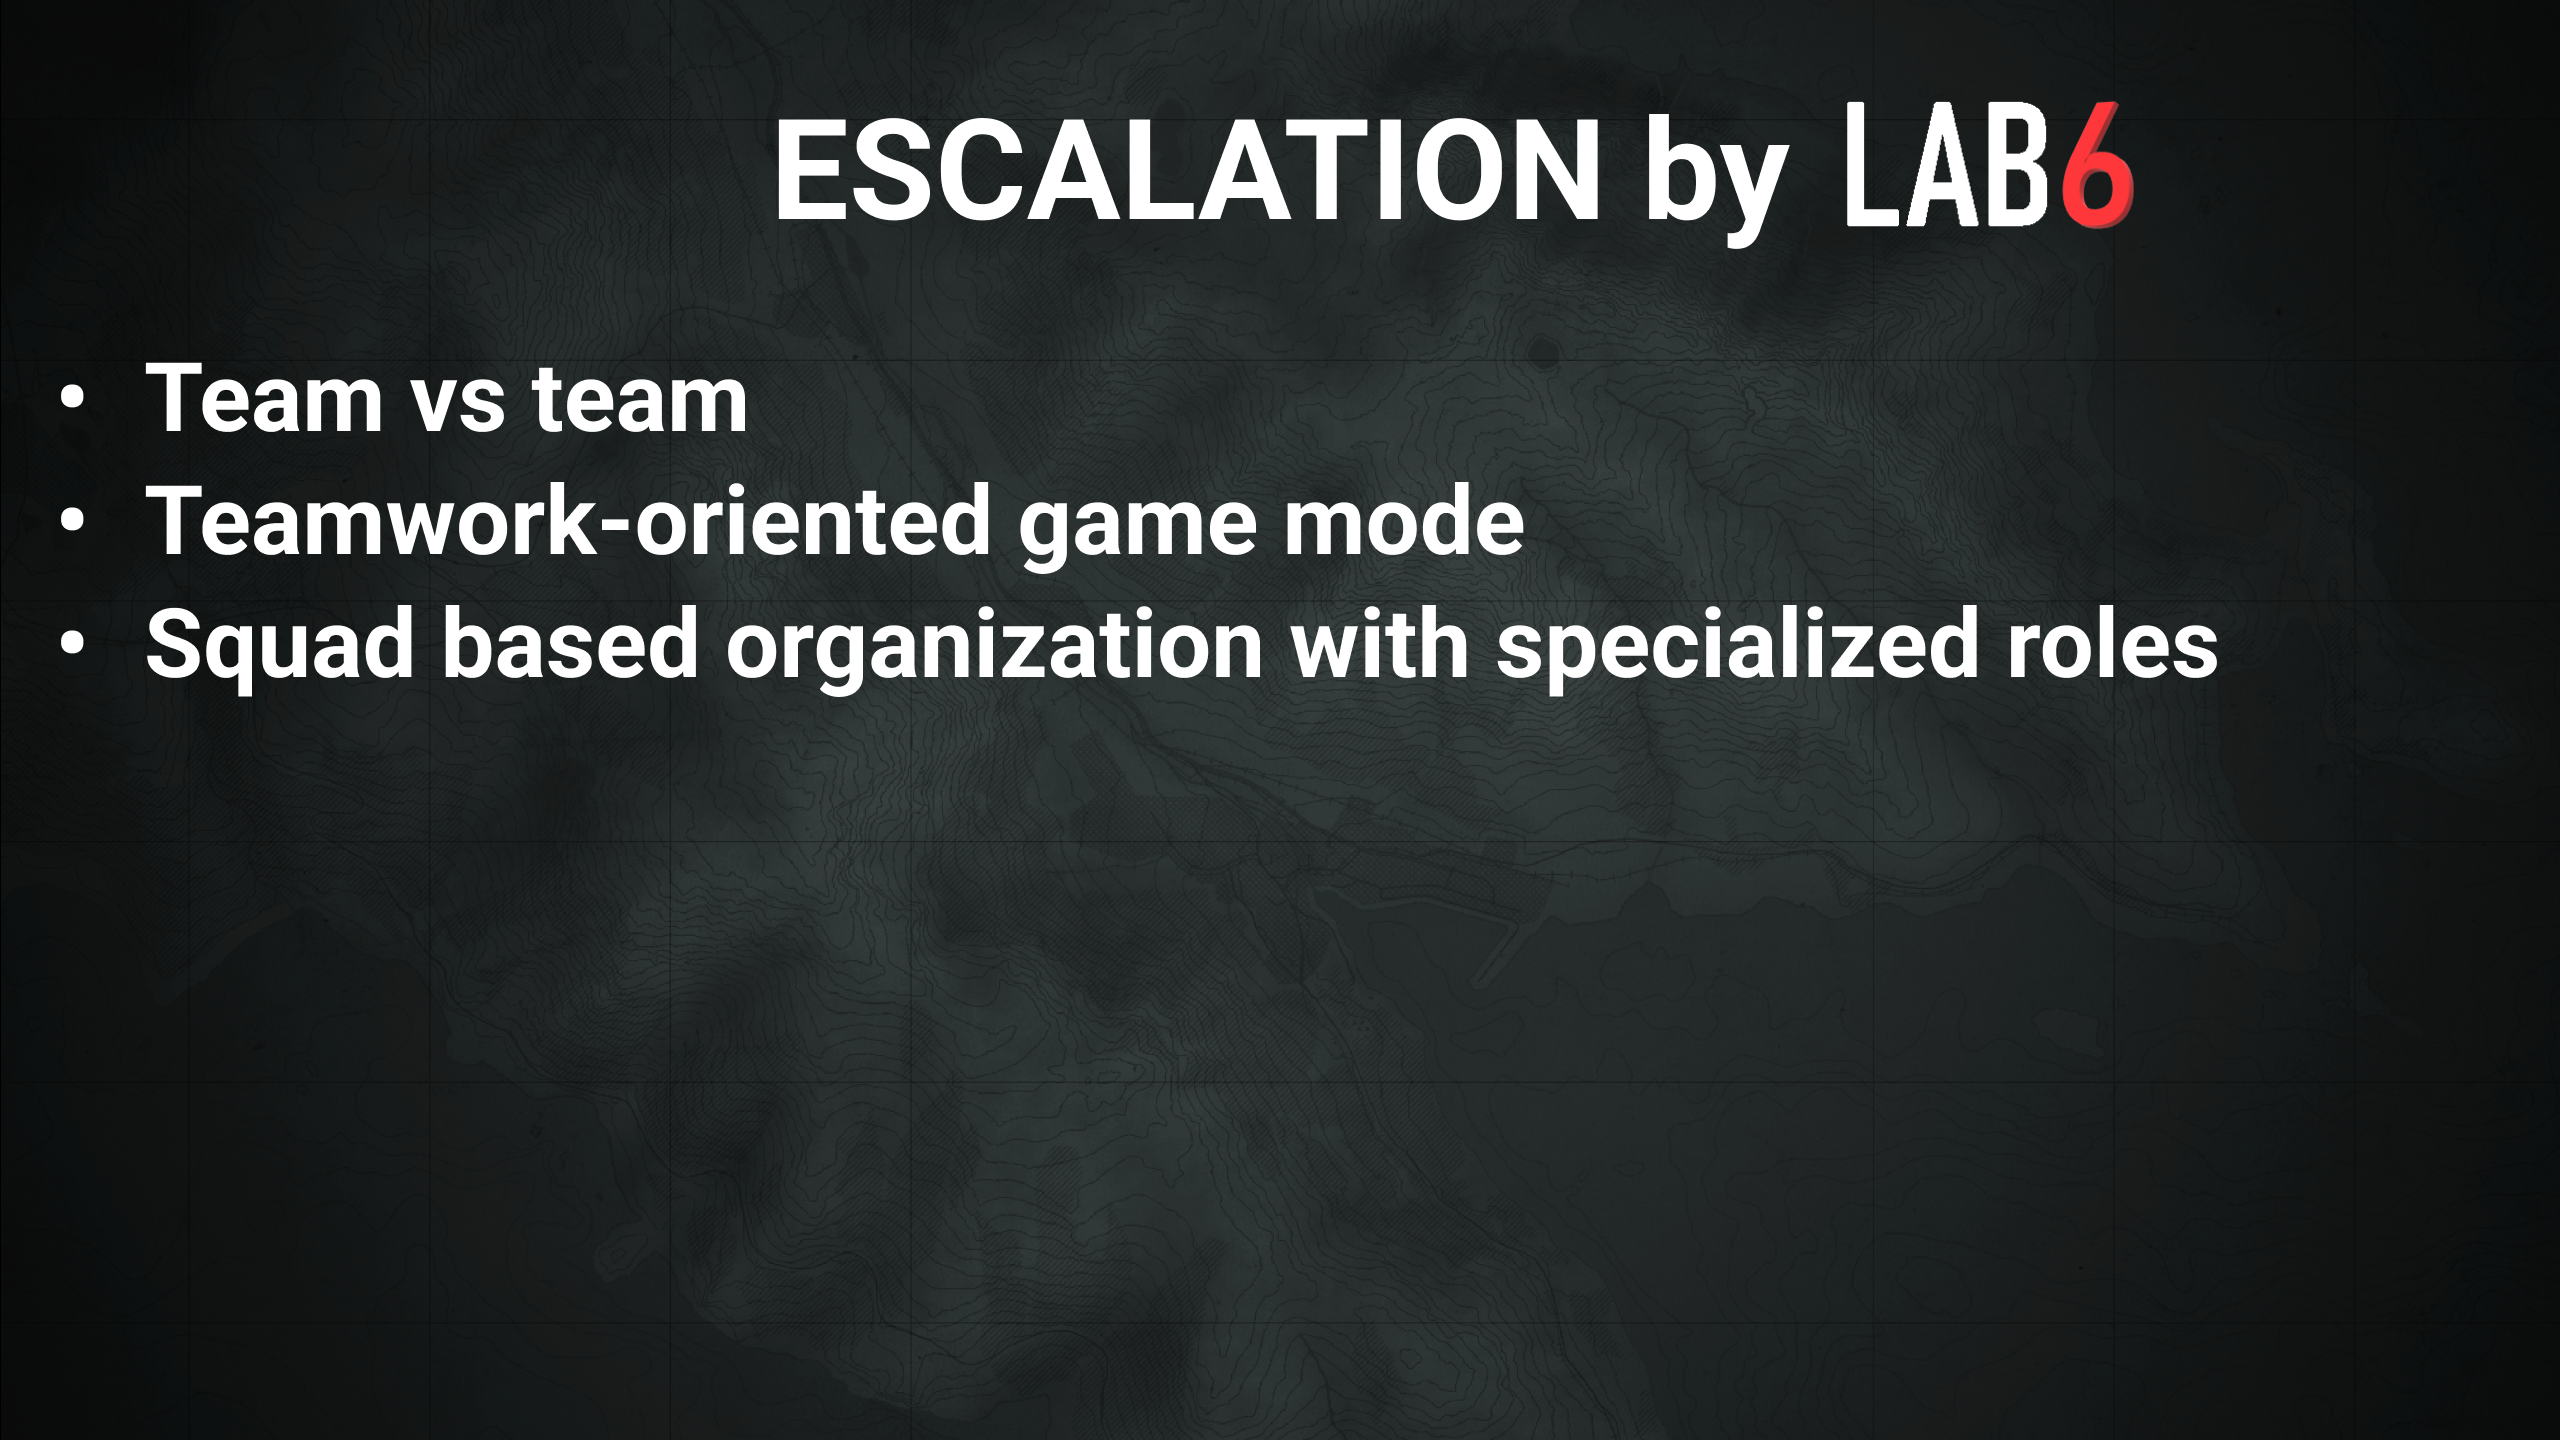 ESCALATION by LAB6
• Team vs team
• Teamwork-oriented game mode
• Squad based organization with specialized roles